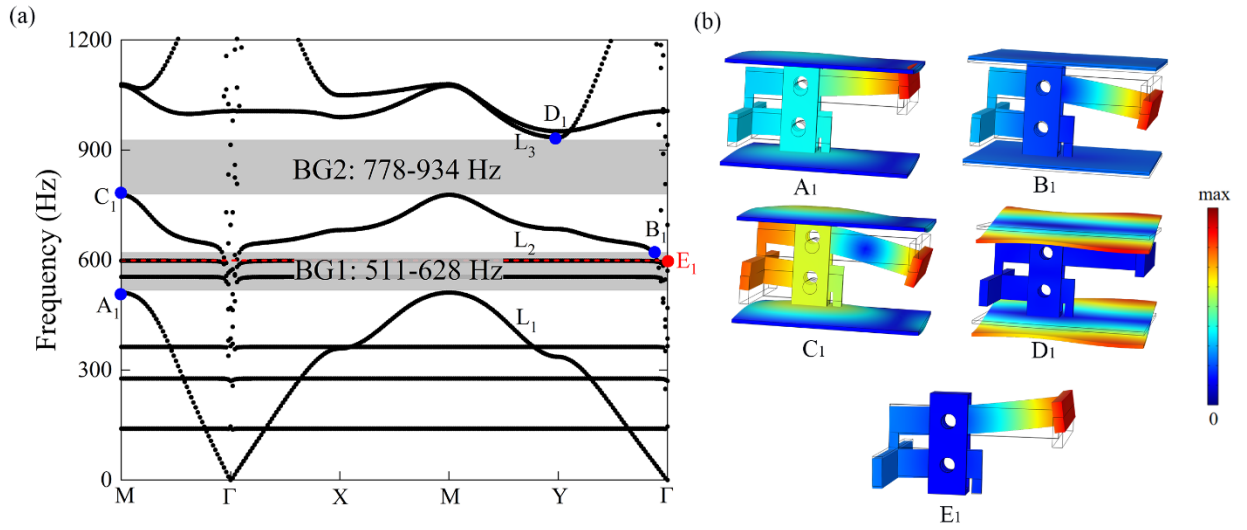 (a)
1200
900
600
300
0
Frequency (Hz)
M
Γ
X
M
Y
Γ
BG2: 778-934 Hz
BG1: 511-628 Hz
D₁
L₃
C₁
B₁
L₂
E₁
A₁
L₁
(b)
A₁
B₁
C₁
D₁
E₁
max
0